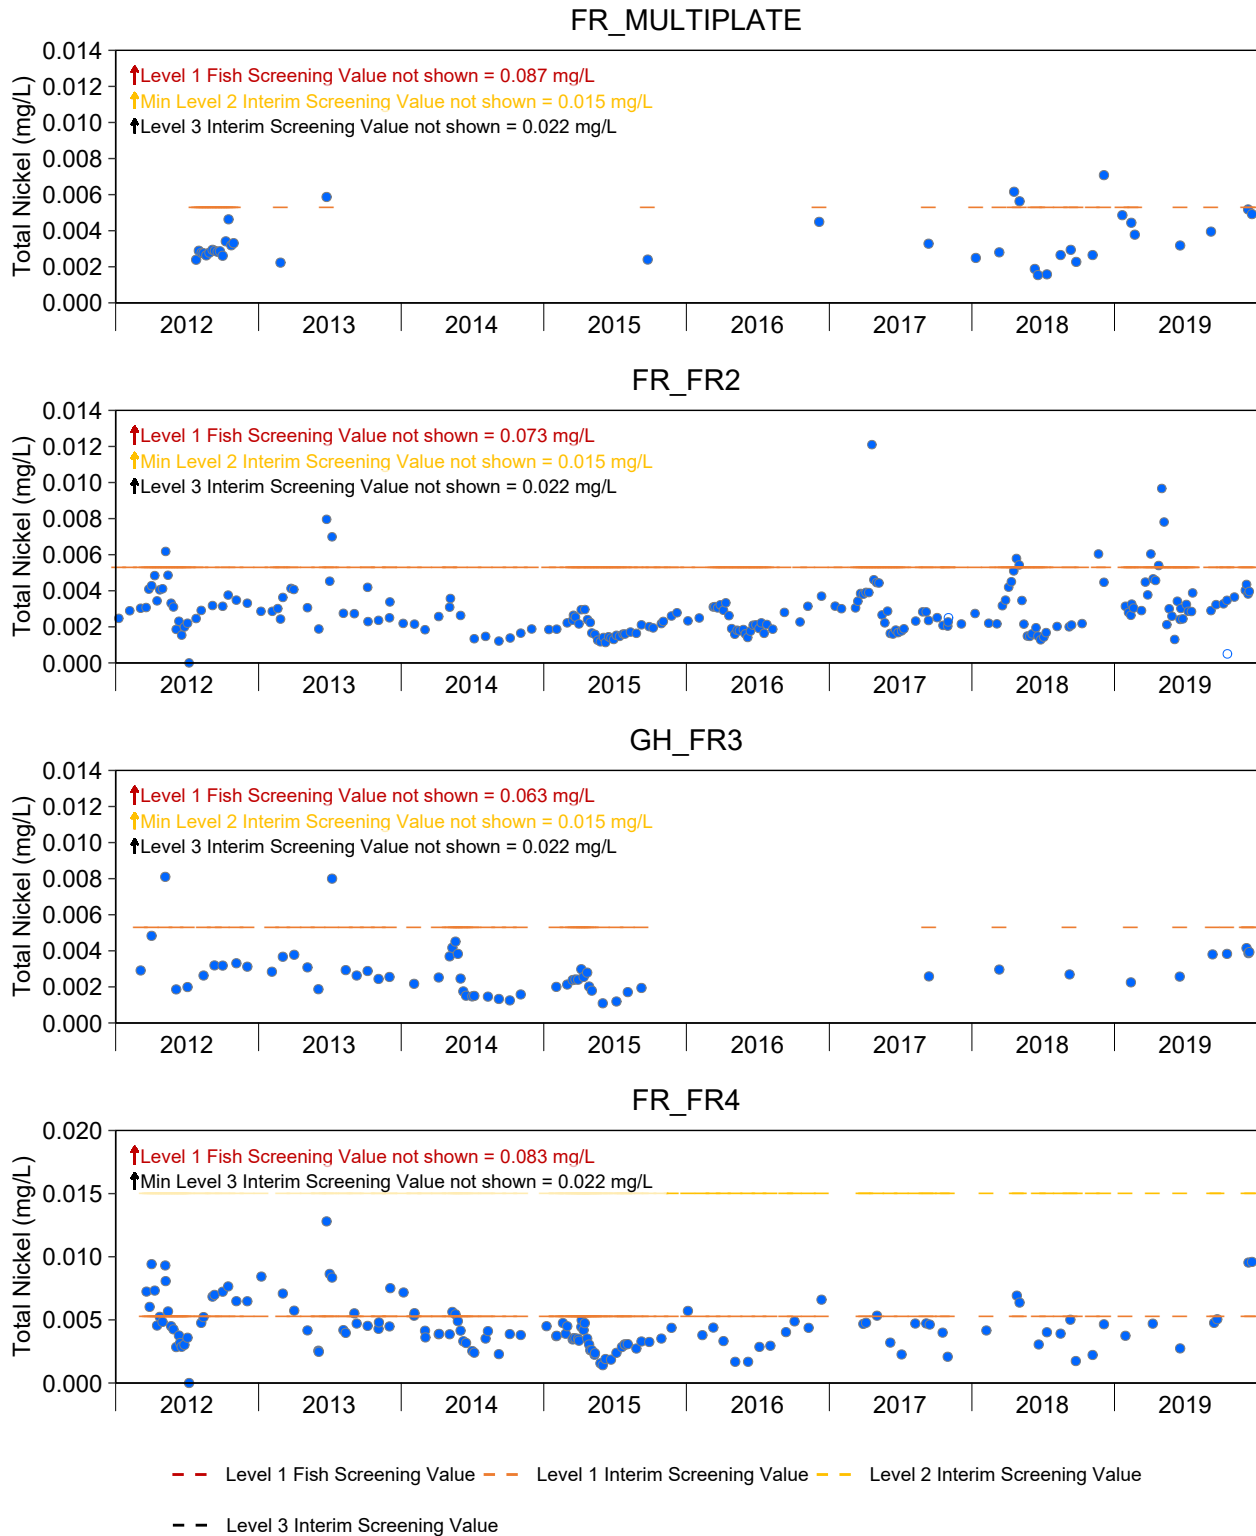 FR_MULTIPLATE
Total Nickel (mg/L)
0.014
0.012
0.010
0.008
0.006
0.004
0.002
0.000
Level 1 Fish Screening Value not shown = 0.087 mg/L
Min Level 2 Interim Screening Value not shown = 0.015 mg/L
Level 3 Interim Screening Value not shown = 0.022 mg/L
2012 2013 2014 2015 2016 2017 2018 2019
FR_FR2
Total Nickel (mg/L)
0.014
0.012
0.010
0.008
0.006
0.004
0.002
0.000
Level 1 Fish Screening Value not shown = 0.073 mg/L
Min Level 2 Interim Screening Value not shown = 0.015 mg/L
Level 3 Interim Screening Value not shown = 0.022 mg/L
2012 2013 2014 2015 2016 2017 2018 2019
GH_FR3
Total Nickel (mg/L)
0.014
0.012
0.010
0.008
0.006
0.004
0.002
0.000
Level 1 Fish Screening Value not shown = 0.063 mg/L
Min Level 2 Interim Screening Value not shown = 0.015 mg/L
Level 3 Interim Screening Value not shown = 0.022 mg/L
2012 2013 2014 2015 2016 2017 2018 2019
FR_FR4
Total Nickel (mg/L)
0.020
0.015
0.010
0.005
0.000
Level 1 Fish Screening Value not shown = 0.083 mg/L
Min Level 3 Interim Screening Value not shown = 0.022 mg/L
2012 2013 2014 2015 2016 2017 2018 2019
Level 1 Fish Screening Value Level 1 Interim Screening Value Level 2 Interim Screening Value
Level 3 Interim Screening Value